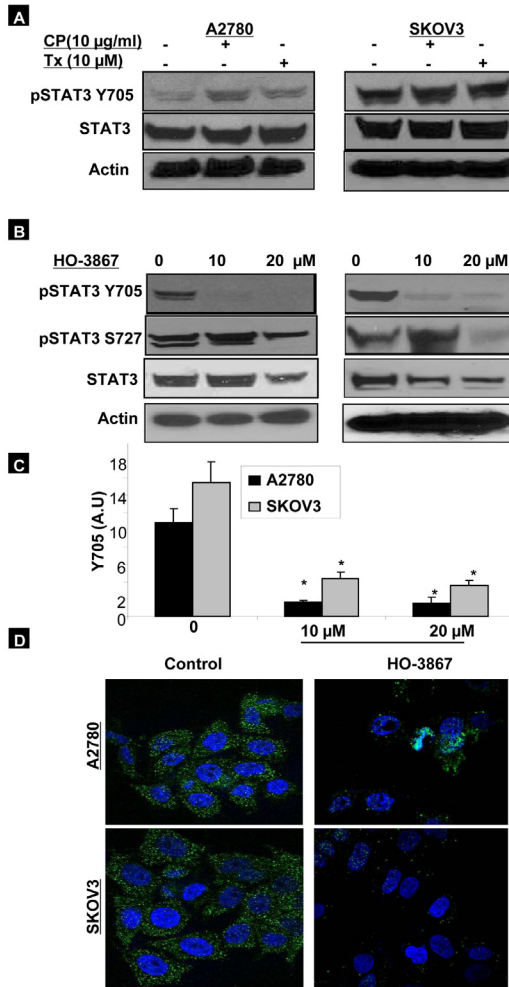 A
A2780 SKOV3
CP(10 µg/ml) - + - - + -
Tx (10 µM) - - + - - +
pSTAT3 Y705
STAT3
Actin
B
HO-3867 0 10 20 µM 0 10 20 µM
pSTAT3 Y705
pSTAT3 S727
STAT3
Actin
C
Y705 (A.U)
18
14
10
6
2
0
A2780
SKOV3
* * * *
0 10 µM 20 µM
D
Control HO-3867
A2780
SKOV3